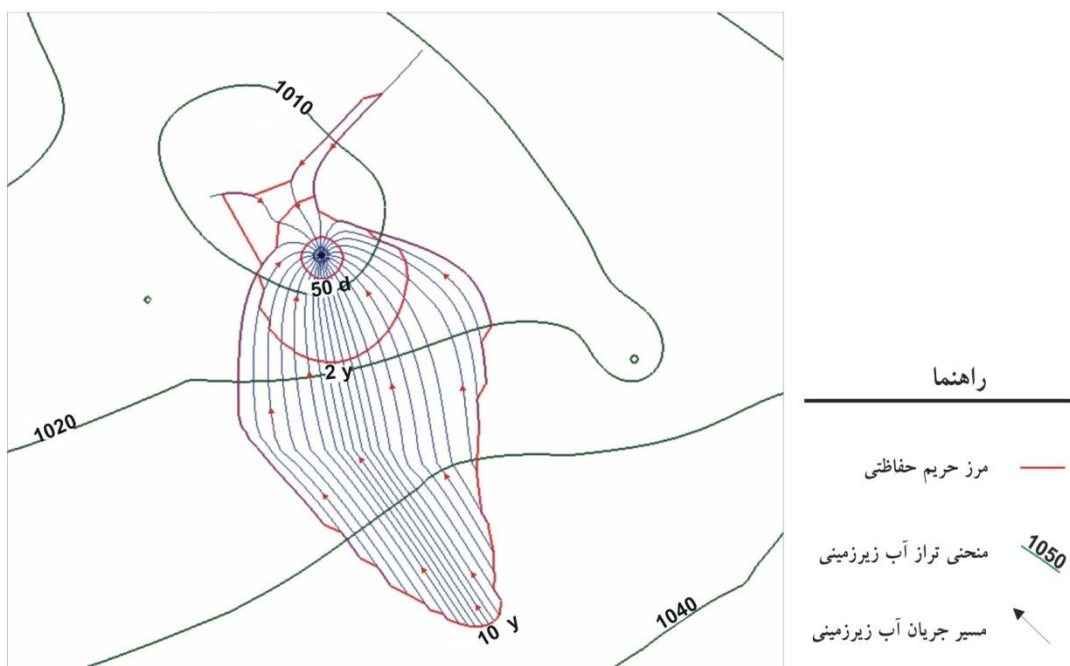 1010
50 d
2 y
1020
10 y
1040
راهنما
مرز حریم حفاظتی
منحنی تراز آب زیرزمینی
1050
مسیر جریان آب زیرزمینی